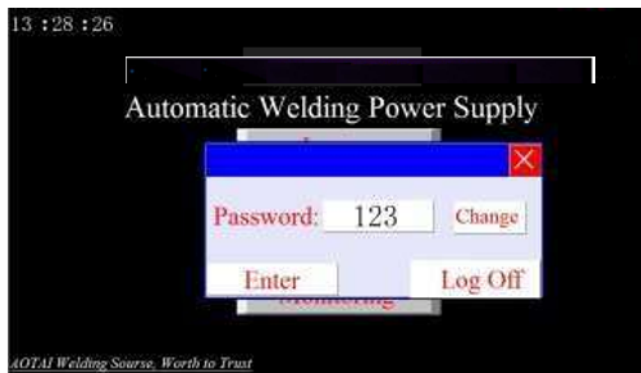 13 :28 :26
Automatic Welding Power Supply
Password: 123 Change
Enter Log Off
Monitoring
AOTAI Welding Sourse, Worth to Trust